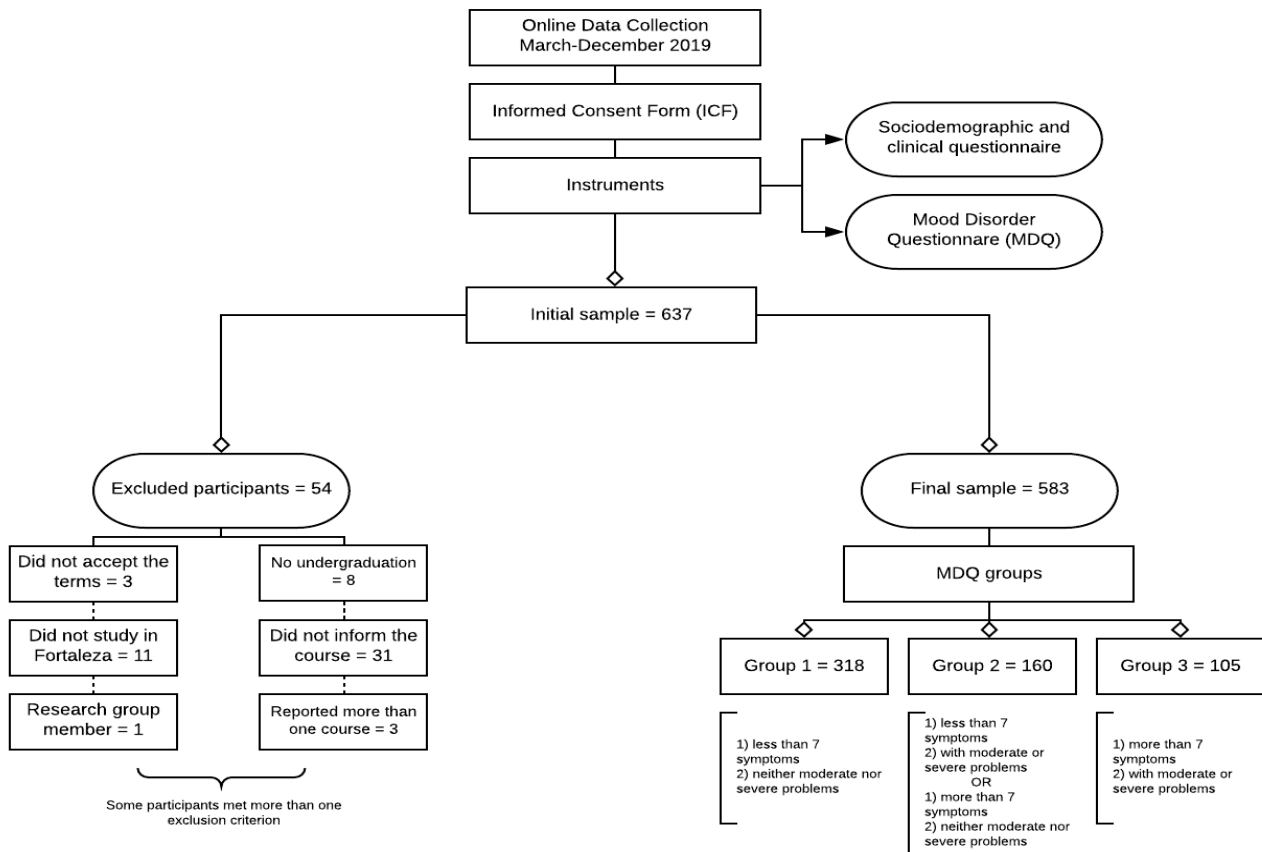 Online Data Collection
March-December 2019
Informed Consent Form (ICF)
Instruments
Sociodemographic and
clinical questionnaire
Mood Disorder
Questionnare (MDQ)
Initial sample = 637
Excluded participants = 54
Did not accept the
terms = 3
No undergraduation
= 8
Did not study in
Fortaleza = 11
Did not inform the
course = 31
Research group
member = 1
Reported more than
one course = 3
Some participants met more than one
exclusion criterion
Final sample = 583
MDQ groups
Group 1 = 318
Group 2 = 160
Group 3 = 105
1) less than 7
symptoms
2) neither moderate nor
severe problems
1) less than 7
symptoms
2) with moderate or
severe problems
OR
1) more than 7
symptoms
2) neither moderate nor
severe problems
1) more than 7
symptoms
2) with moderate or
severe problems